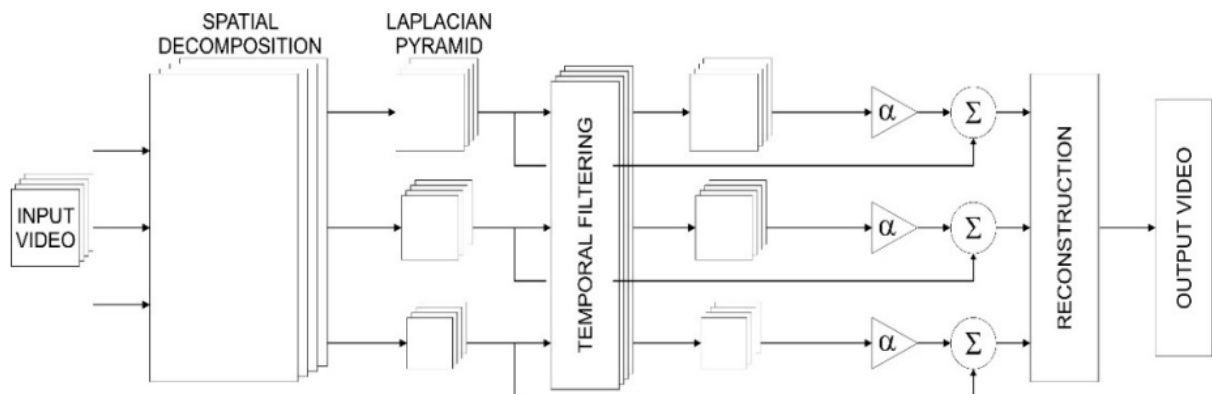 SPATIAL
DECOMPOSITION
LAPLACIAN
PYRAMID
INPUT
VIDEO
TEMPORAL FILTERING
α
Σ
α
Σ
α
Σ
RECONSTRUCTION
OUTPUT VIDEO